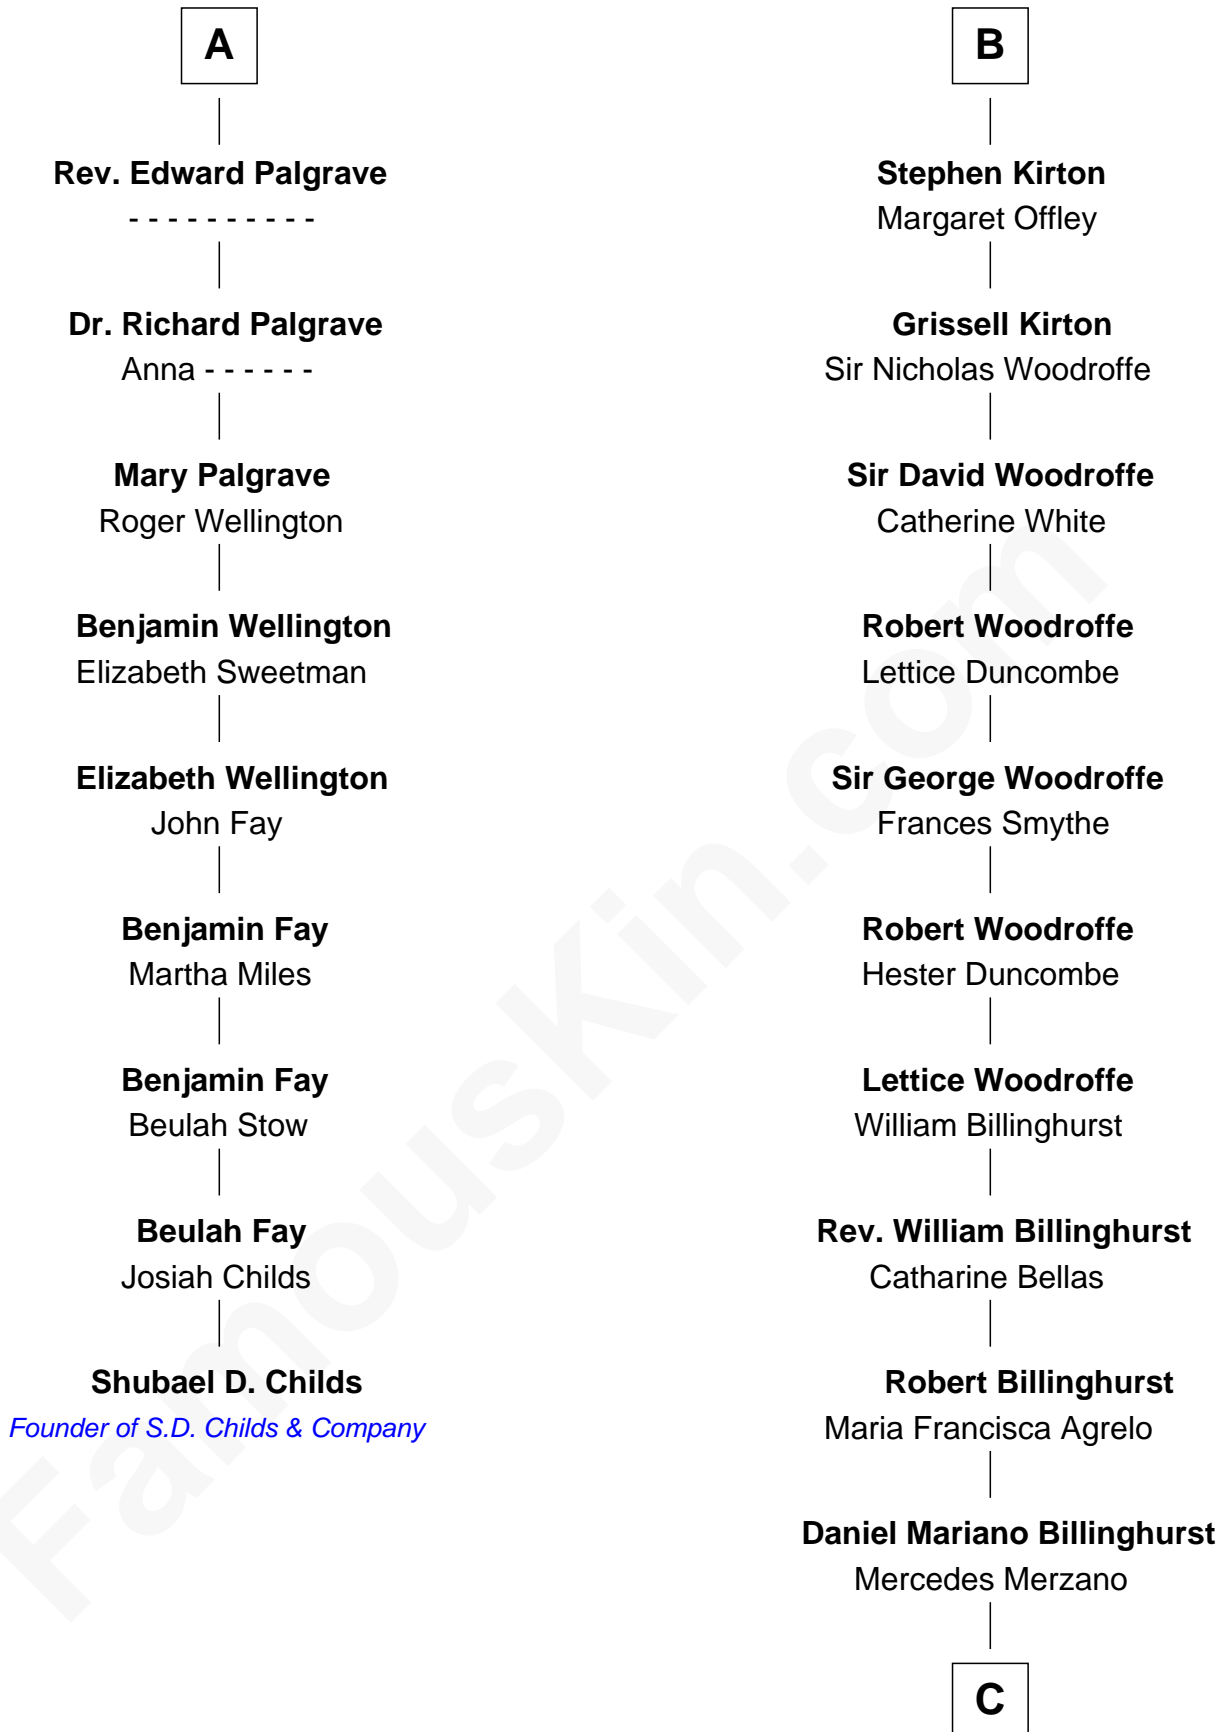 A
Rev. Edward Palgrave
- - - - - - - - - -
Dr. Richard Palgrave
Anna - - - - - -
Mary Palgrave
Roger Wellington
Benjamin Wellington
Elizabeth Sweetman
Elizabeth Wellington
John Fay
Benjamin Fay
Martha Miles
Benjamin Fay
Beulah Stow
Beulah Fay
Josiah Childs
Shubael D. Childs
Founder of S.D. Childs & Company
B
Stephen Kirton
Margaret Offley
Grissell Kirton
Sir Nicholas Woodroffe
Sir David Woodroffe
Catherine White
Robert Woodroffe
Lettice Duncombe
Sir George Woodroffe
Frances Smythe
Robert Woodroffe
Hester Duncombe
Lettice Woodroffe
William Billinghurst
Rev. William Billinghurst
Catharine Bellas
Robert Billinghurst
Maria Francisca Agrelo
Daniel Mariano Billinghurst
Mercedes Merzano
C
FamousKin.com